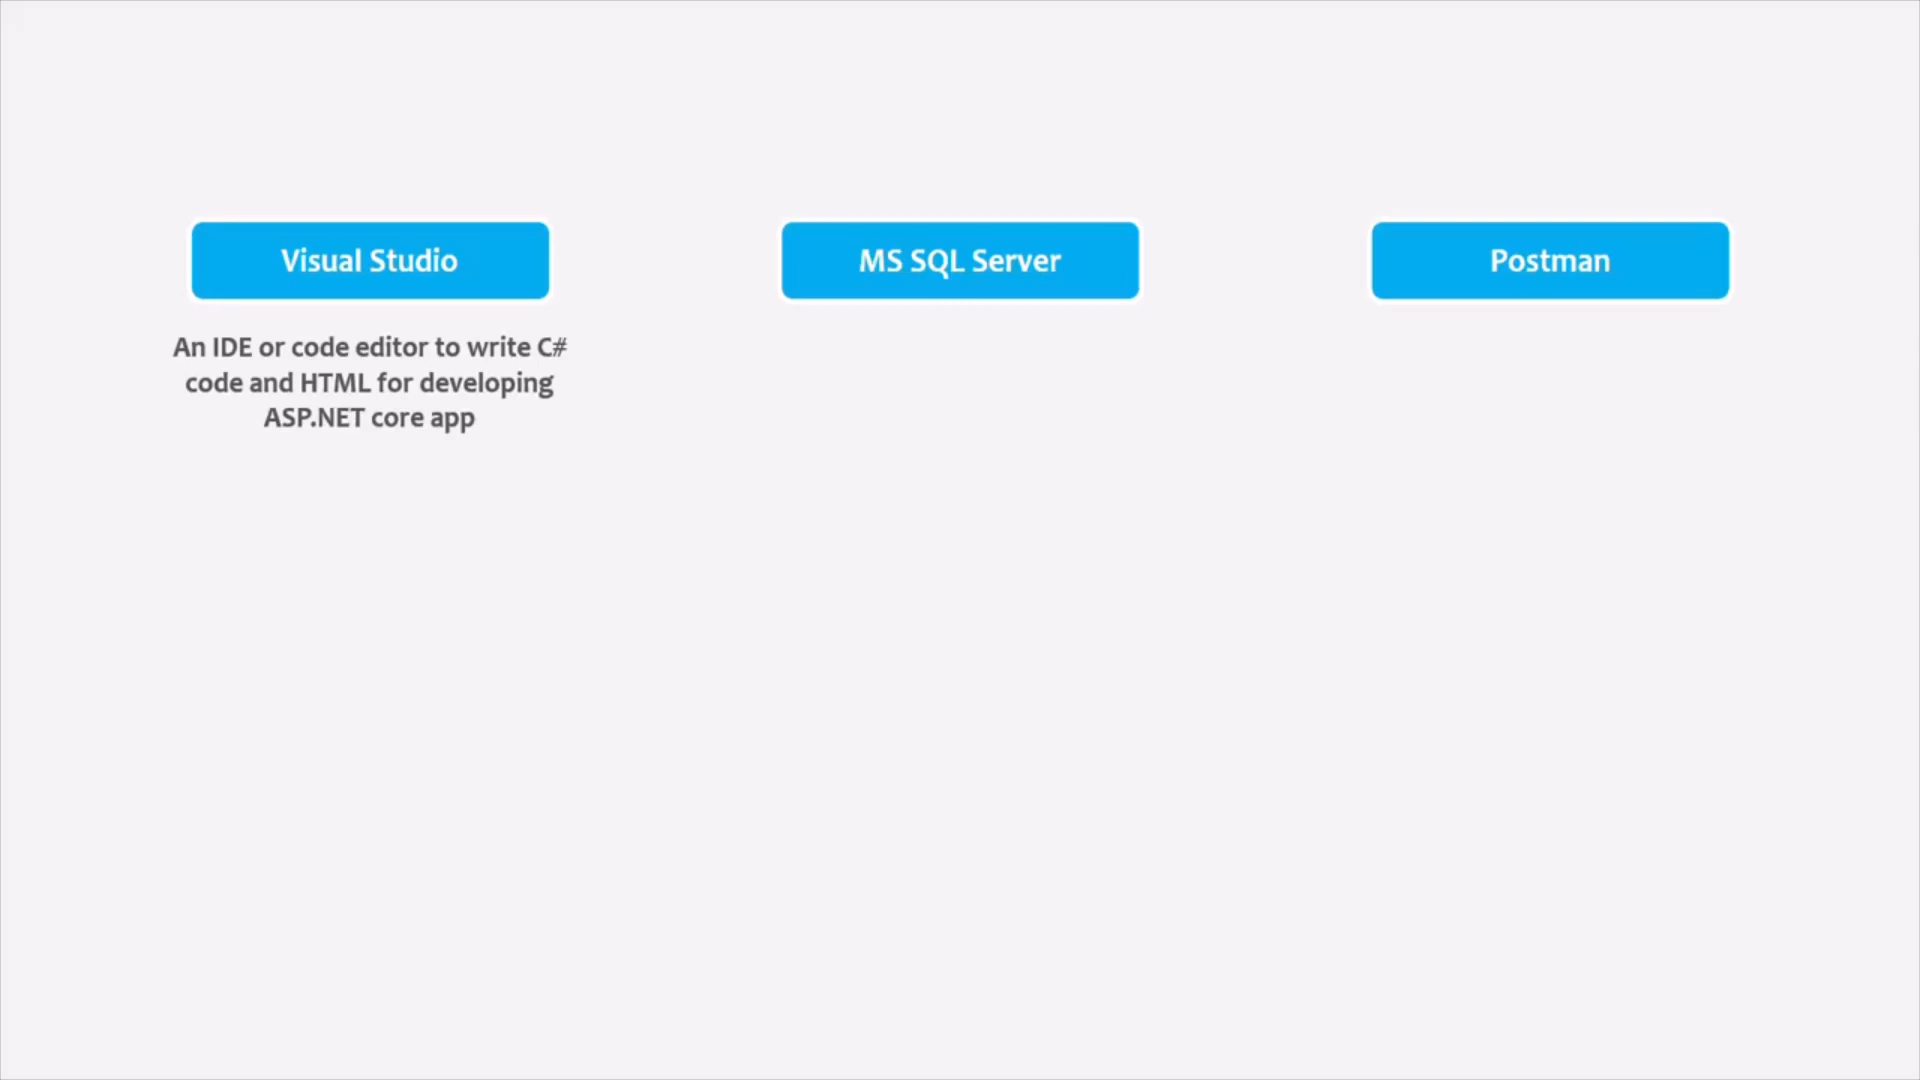 Visual Studio
MS SQL Server
Postman
An IDE or code editor to write C#
code and HTML for developing
ASP.NET core app